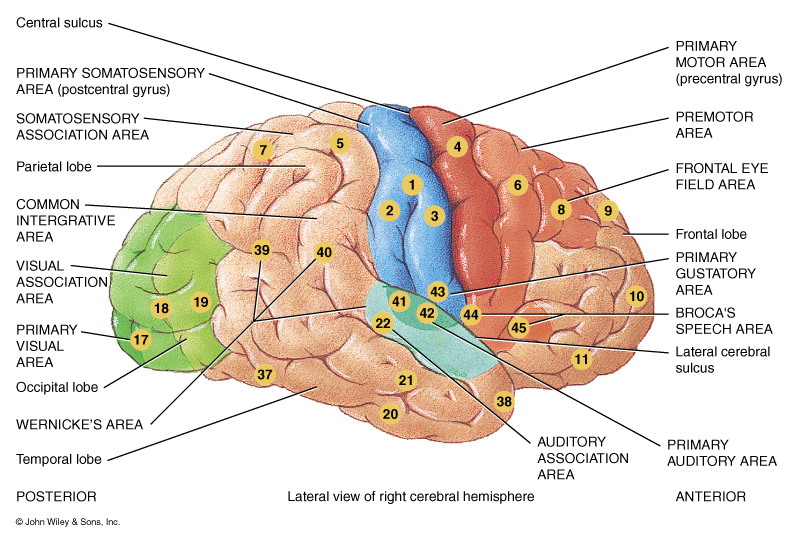 Central sulcus
PRIMARY SOMATOSENSORY
AREA (postcentral gyrus)
SOMATOSENSORY
ASSOCIATION AREA
Parietal lobe
COMMON
INTERGRATIVE
AREA
VISUAL
ASSOCIATION
AREA
PRIMARY
VISUAL
AREA
Occipital lobe
WERNICKE'S AREA
Temporal lobe
POSTERIOR
© John Wiley & Sons, Inc.
7
5
4
1
2
3
6
8
9
39
40
43
41
42
44
45
10
18
19
17
22
11
37
21
20
38
PRIMARY
MOTOR AREA
(precentral gyrus)
PREMOTOR
AREA
FRONTAL EYE
FIELD AREA
Frontal lobe
PRIMARY
GUSTATORY
AREA
BROCA'S
SPEECH AREA
Lateral cerebral
sulcus
PRIMARY
AUDITORY AREA
AUDITORY
ASSOCIATION
AREA
Lateral view of right cerebral hemisphere
ANTERIOR